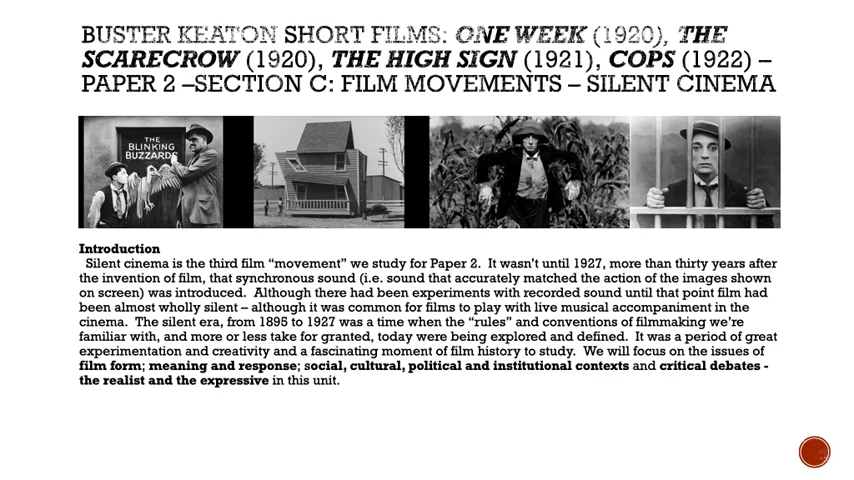 BUSTER KEATON SHORT FILMS: ONE WEEK (1920), THE
SCARECROW (1920), THE HIGH SIGN (1921), COPS (1922) –
PAPER 2 –SECTION C: FILM MOVEMENTS – SILENT CINEMA
THE
BLINKING
BUZZARDS
Introduction
Silent cinema is the third film “movement” we study for Paper 2. It wasn’t until 1927, more than thirty years after
the invention of film, that synchronous sound (i.e. sound that accurately matched the action of the images shown
on screen) was introduced. Although there had been experiments with recorded sound until that point film had
been almost wholly silent – although it was common for films to play with live musical accompaniment in the
cinema. The silent era, from 1895 to 1927 was a time when the “rules” and conventions of filmmaking we’re
familiar with, and more or less take for granted, today were being explored and defined. It was a period of great
experimentation and creativity and a fascinating moment of film history to study. We will focus on the issues of
film form; meaning and response; social, cultural, political and institutional contexts and critical debates -
the realist and the expressive in this unit.